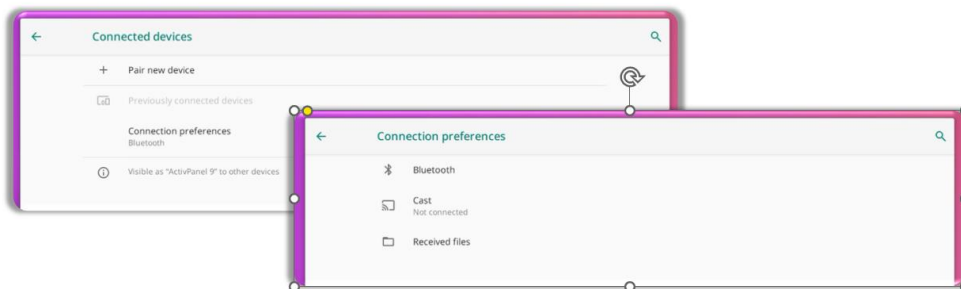 Connected devices
Pair new device
Previously connected devices
Connection preferences
Bluetooth
Visible as "ActivPanel 9" to other devices
Connection preferences
Bluetooth
Cast
Not connected
Received files